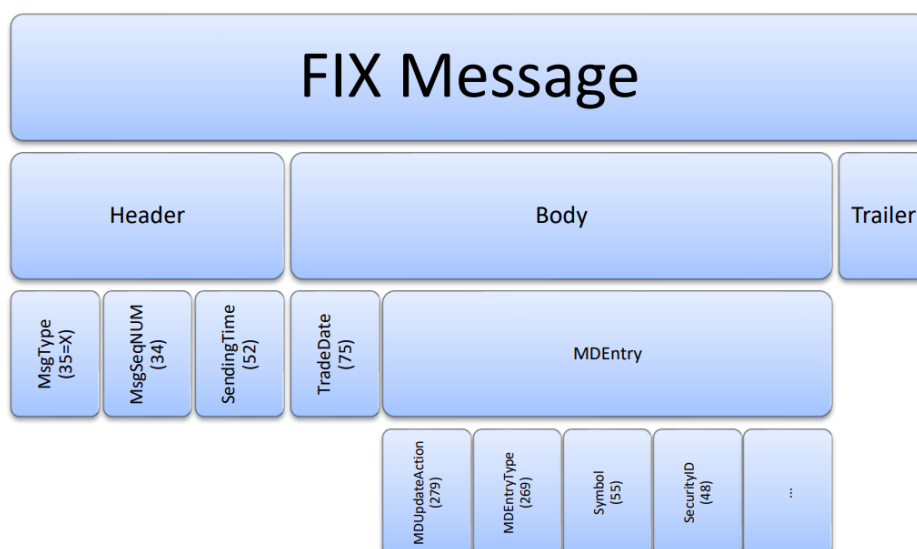 FIX Message
Header
Body
Trailer
MsgType
(35=X)
MsgSeqNUM
(34)
SendingTime
(52)
TradeDate
(75)
MDEntry
MDUpdateAction
(279)
MDEntryType
(269)
Symbol
(55)
SecurityID
(48)
...